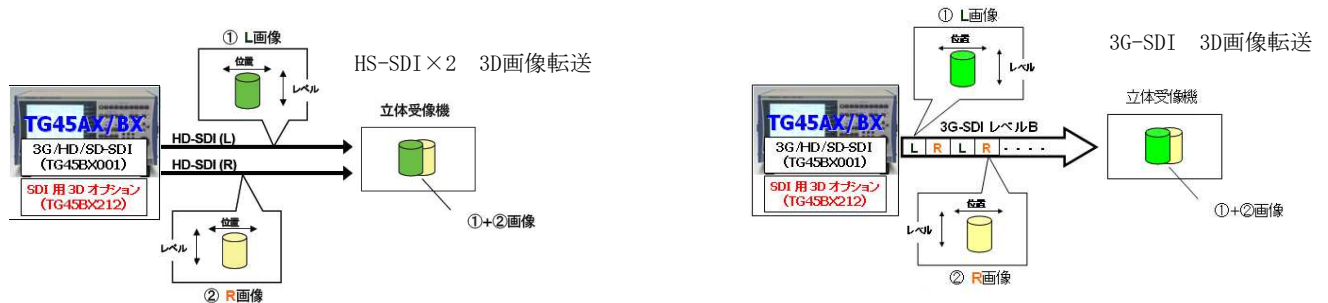 ① L画像
位置
レベル
HS-SDI×2 3D画像転送
TG45AX/BX
3G/HD/SD-SDI
(TG45BX001)
SDI 用 3D オプション
(TG45BX212)
HD-SDI (L)
HD-SDI (R)
立体受像機
①+②画像
位置
レベル
② R画像
① L画像
位置
レベル
3G-SDI 3D画像転送
TG45AX/BX
3G/HD/SD-SDI
(TG45BX001)
SDI 用 3D オプション
(TG45BX212)
3G-SDI レベルB
L R L R ・・・・
立体受像機
①+②画像
位置
レベル
② R画像